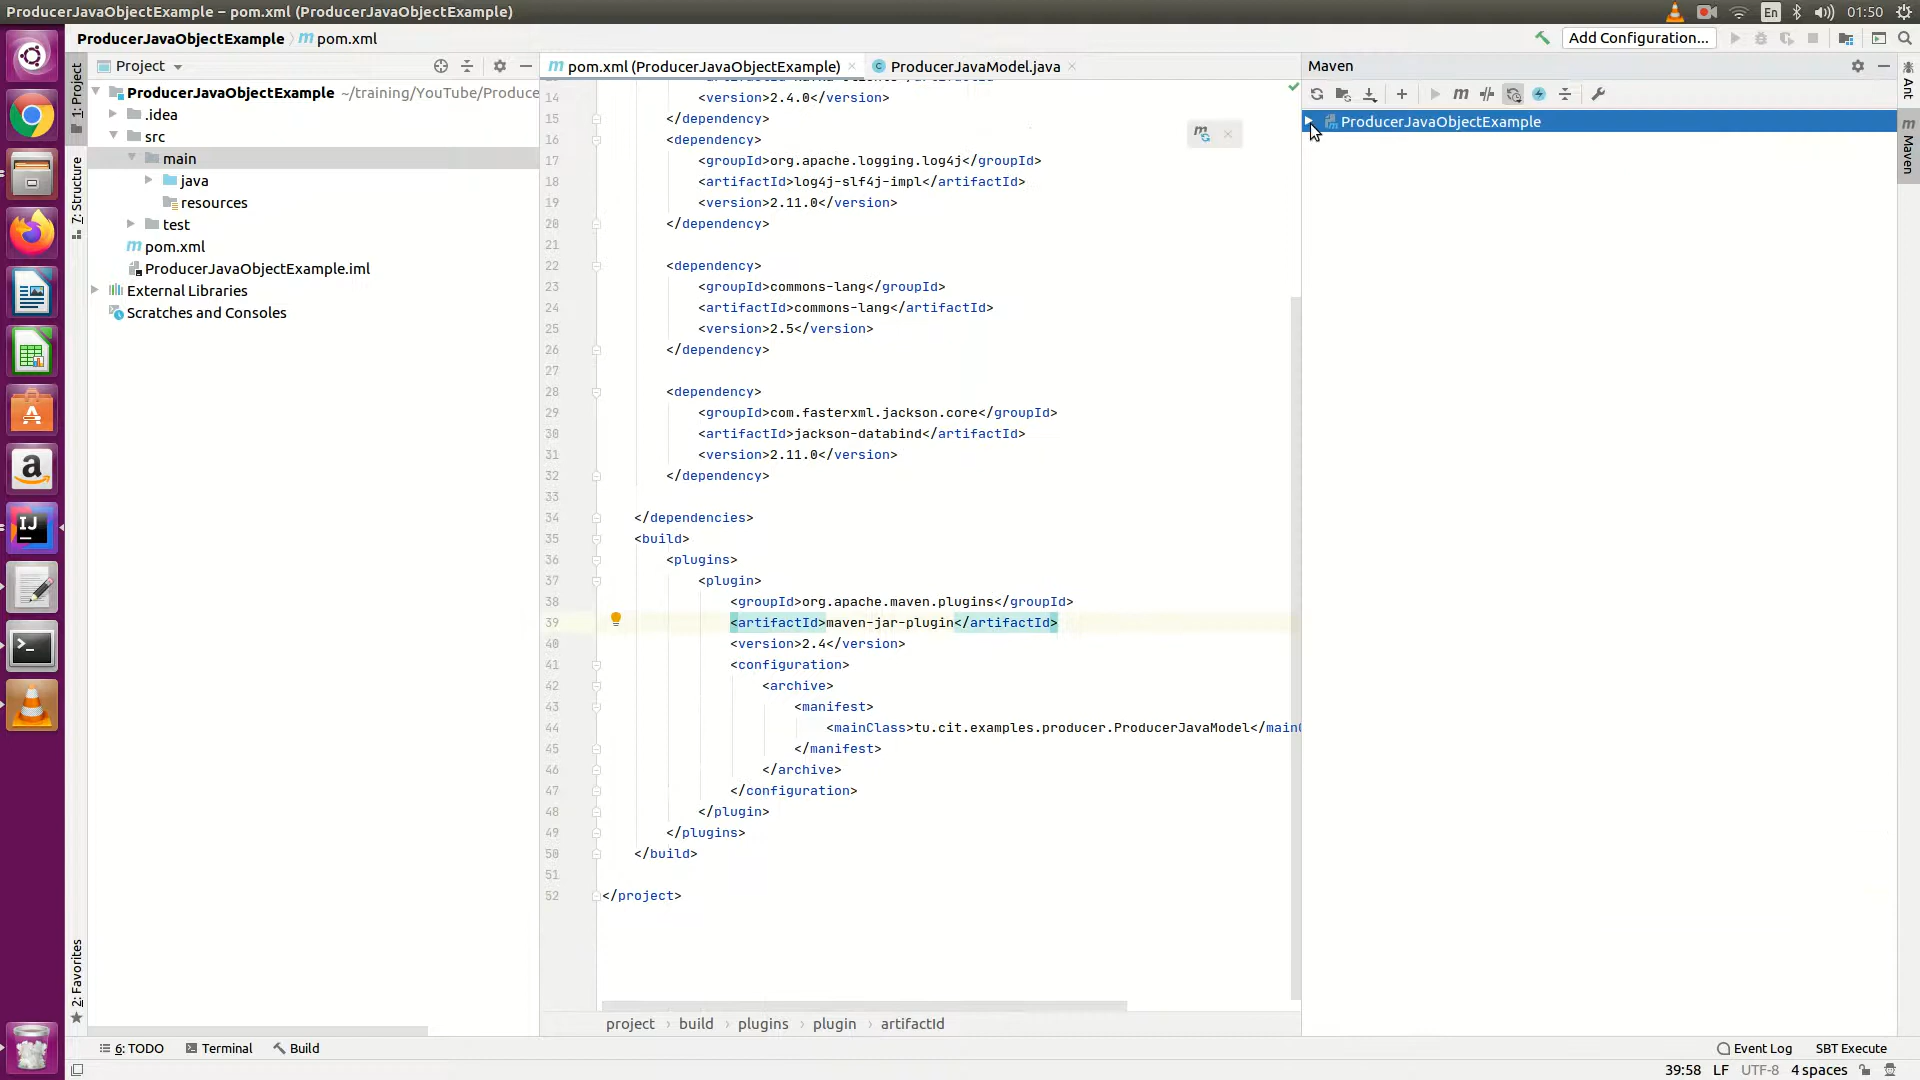 ProducerJavaObjectExample – pom.xml (ProducerJavaObjectExample)
En
01:50
ProducerJavaObjectExample
m pom.xml
Add Configuration...
1: Project
7: Structure
2: Favorites
Project
ProducerJavaObjectExample ~/training/YouTube/Produce
.idea
src
main
java
resources
test
m pom.xml
ProducerJavaObjectExample.iml
External Libraries
Scratches and Consoles
m pom.xml (ProducerJavaObjectExample)
C ProducerJavaModel.java
14 <version>2.4.0</version>
15 </dependency>
16 <dependency>
17 <groupId>org.apache.logging.log4j</groupId>
18 <artifactId>log4j-slf4j-impl</artifactId>
19 <version>2.11.0</version>
20 </dependency>
21
22 <dependency>
23 <groupId>commons-lang</groupId>
24 <artifactId>commons-lang</artifactId>
25 <version>2.5</version>
26 </dependency>
27
28 <dependency>
29 <groupId>com.fasterxml.jackson.core</groupId>
30 <artifactId>jackson-databind</artifactId>
31 <version>2.11.0</version>
32 </dependency>
33
34 </dependencies>
35 <build>
36 <plugins>
37 <plugin>
38 <groupId>org.apache.maven.plugins</groupId>
39 <artifactId>maven-jar-plugin</artifactId>
40 <version>2.4</version>
41 <configuration>
42 <archive>
43 <manifest>
44 <mainClass>tu.cit.examples.producer.ProducerJavaModel</main
45 </manifest>
46 </archive>
47 </configuration>
48 </plugin>
49 </plugins>
50 </build>
51
52 </project>
project › build › plugins › plugin › artifactId
Maven
m
ProducerJavaObjectExample
Ant
m Maven
6: TODO
Terminal
Build
Event Log
SBT Execute
39:58 LF UTF-8 4 spaces